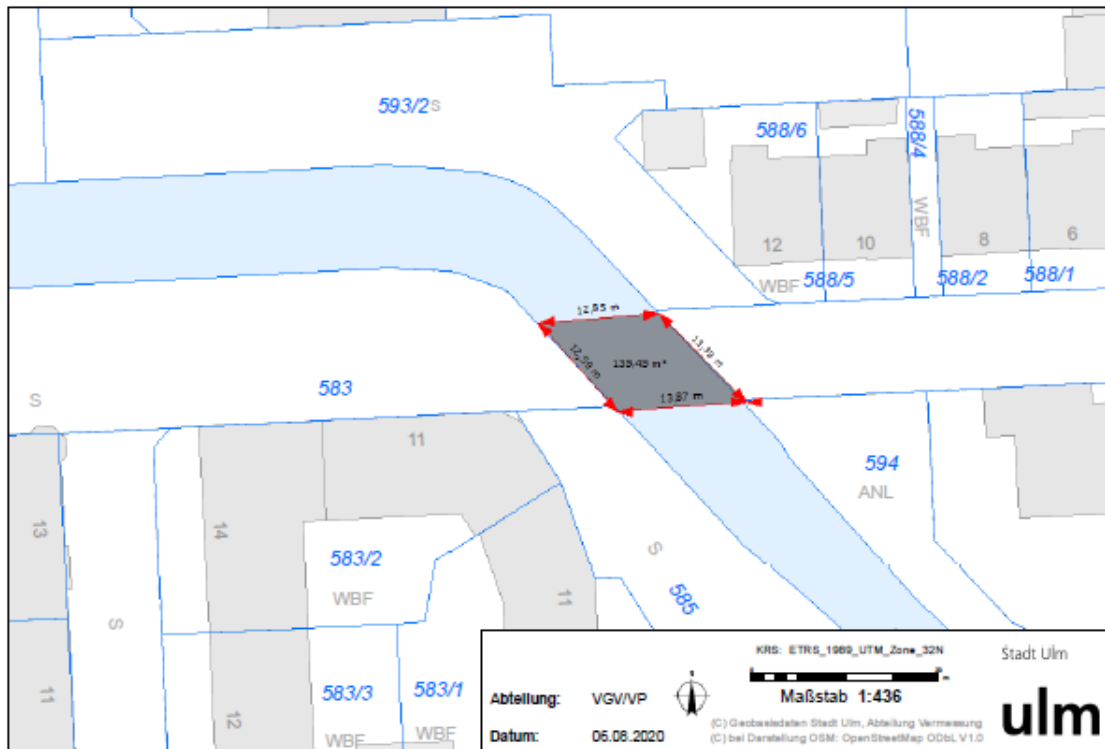 593/2 S
588/6
588/4
WBF
12
10
8
6
WBF 588/5
588/2
588/1
12,85 m
12,59 m
13,39 m
139,49 m²
13,87 m
583
S
11
594
ANL
13
14
S
583/2
WBF
S
585
11
11
12
583/3
WBF
583/1
WBF
KRS: ETRS_1989_UTM_Zone_32N
Stadt Ulm
Abteilung: VGV/VP
Maßstab 1:436
ulm
Datum: 05.08.2020
(C) Geobasisdaten Stadt Ulm, Abteilung Vermessung
(C) bei Darstellung OSM: OpenStreetMap ODbL V1.0